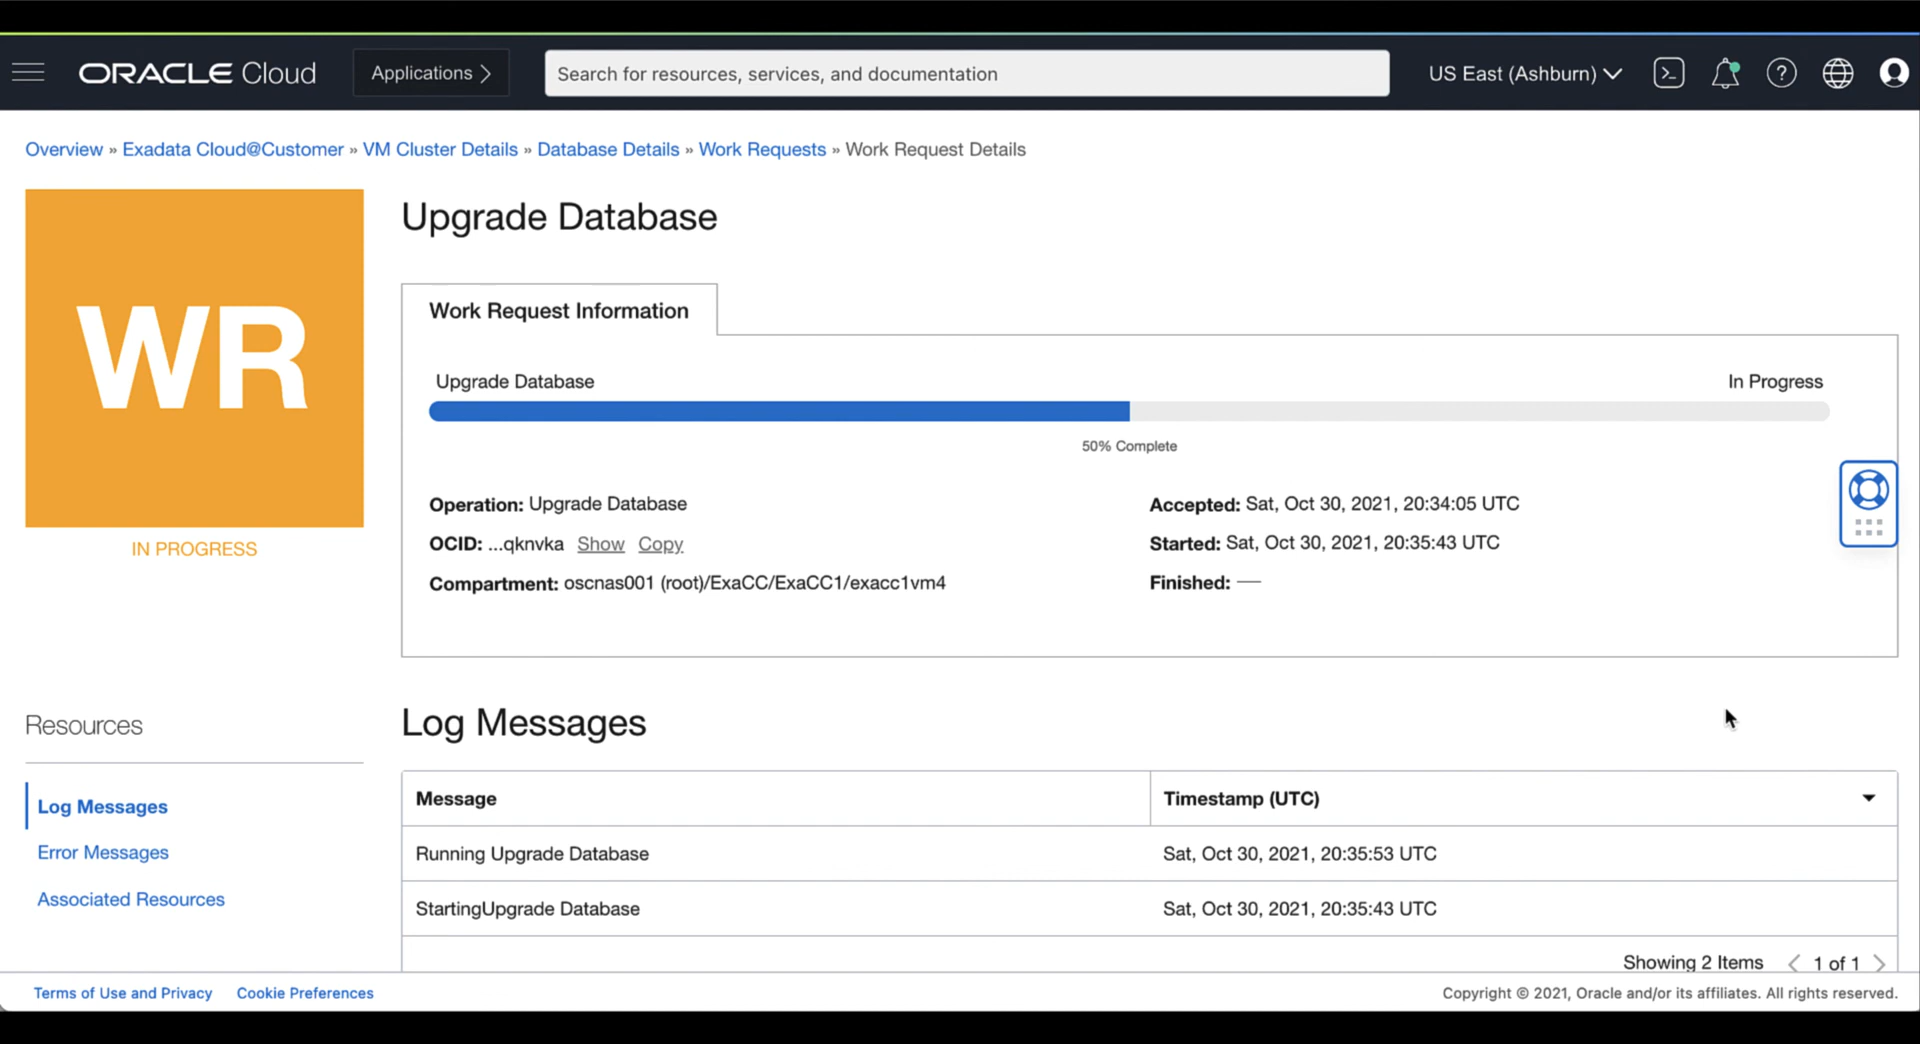 ORACLE Cloud
Applications
Search for resources, services, and documentation
US East (Ashburn)
Overview » Exadata Cloud@Customer » VM Cluster Details » Database Details » Work Requests » Work Request Details
WR
IN PROGRESS
Upgrade Database
Work Request Information
Upgrade Database
In Progress
50% Complete
Operation: Upgrade Database
OCID: ...qknvka Show Copy
Compartment: oscnas001 (root)/ExaCC/ExaCC1/exacc1vm4
Accepted: Sat, Oct 30, 2021, 20:34:05 UTC
Started: Sat, Oct 30, 2021, 20:35:43 UTC
Finished: —
Resources
Log Messages
Error Messages
Associated Resources
Log Messages
Message Timestamp (UTC)
Running Upgrade Database Sat, Oct 30, 2021, 20:35:53 UTC
StartingUpgrade Database Sat, Oct 30, 2021, 20:35:43 UTC
Showing 2 Items < 1 of 1 >
Terms of Use and Privacy Cookie Preferences
Copyright © 2021, Oracle and/or its affiliates. All rights reserved.